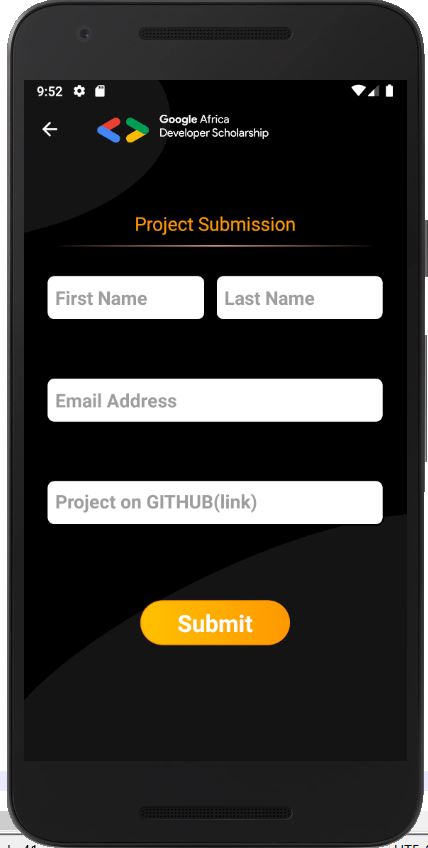 9:52
Google Africa
Developer Scholarship
Project Submission
First Name
Last Name
Email Address
Project on GITHUB(link)
Submit